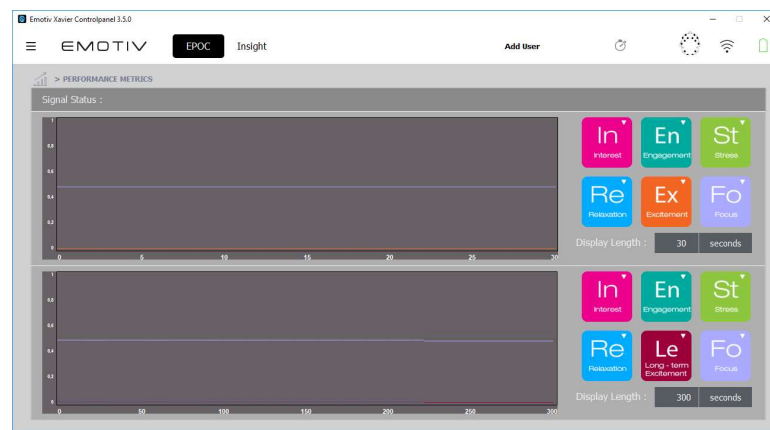 Emotiv Xavier Controlpanel 3.5.0
EMOTIV
EPOC
Insight
Add User
> PERFORMANCE METRICS
Signal Status :
1
0,8
0,6
0,4
0,2
0
0 5 10 15 20 25 30
In
Interest
En
Engagement
St
Stress
Re
Relaxation
Ex
Excitement
Fo
Focus
Display Length : 30 seconds
1
0,8
0,6
0,4
0,2
0
0 50 100 150 200 250 300
In
Interest
En
Engagement
St
Stress
Re
Relaxation
Le
Long - term
Excitement
Fo
Focus
Display Length : 300 seconds